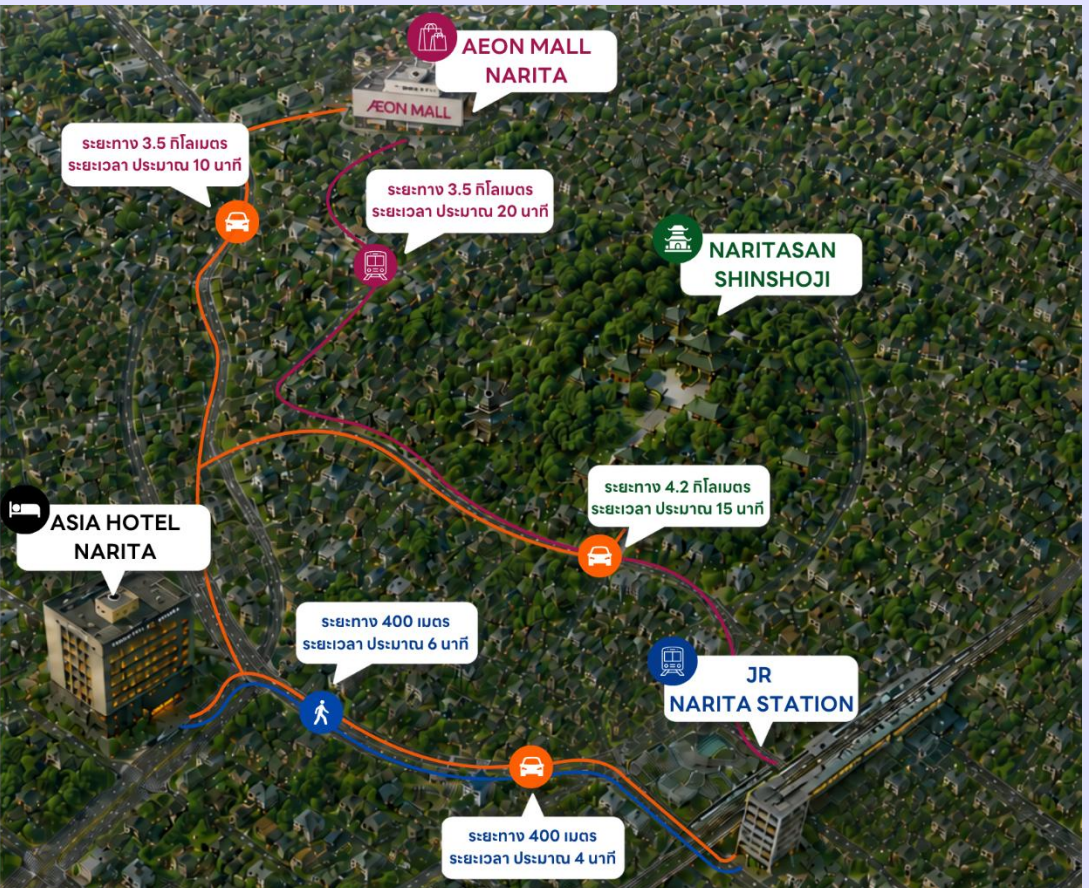 AEON MALL
NARITA
ÆON MALL
ระยะทาง 3.5 กิโลเมตร
ระยะเวลา ประมาณ 10 นาที
ระยะทาง 3.5 กิโลเมตร
ระยะเวลา ประมาณ 20 นาที
NARITASAN
SHINSHOJI
ระยะทาง 4.2 กิโลเมตร
ระยะเวลา ประมาณ 15 นาที
ASIA HOTEL
NARITA
ระยะทาง 400 เมตร
ระยะเวลา ประมาณ 6 นาที
JR
NARITA STATION
ระยะทาง 400 เมตร
ระยะเวลา ประมาณ 4 นาที